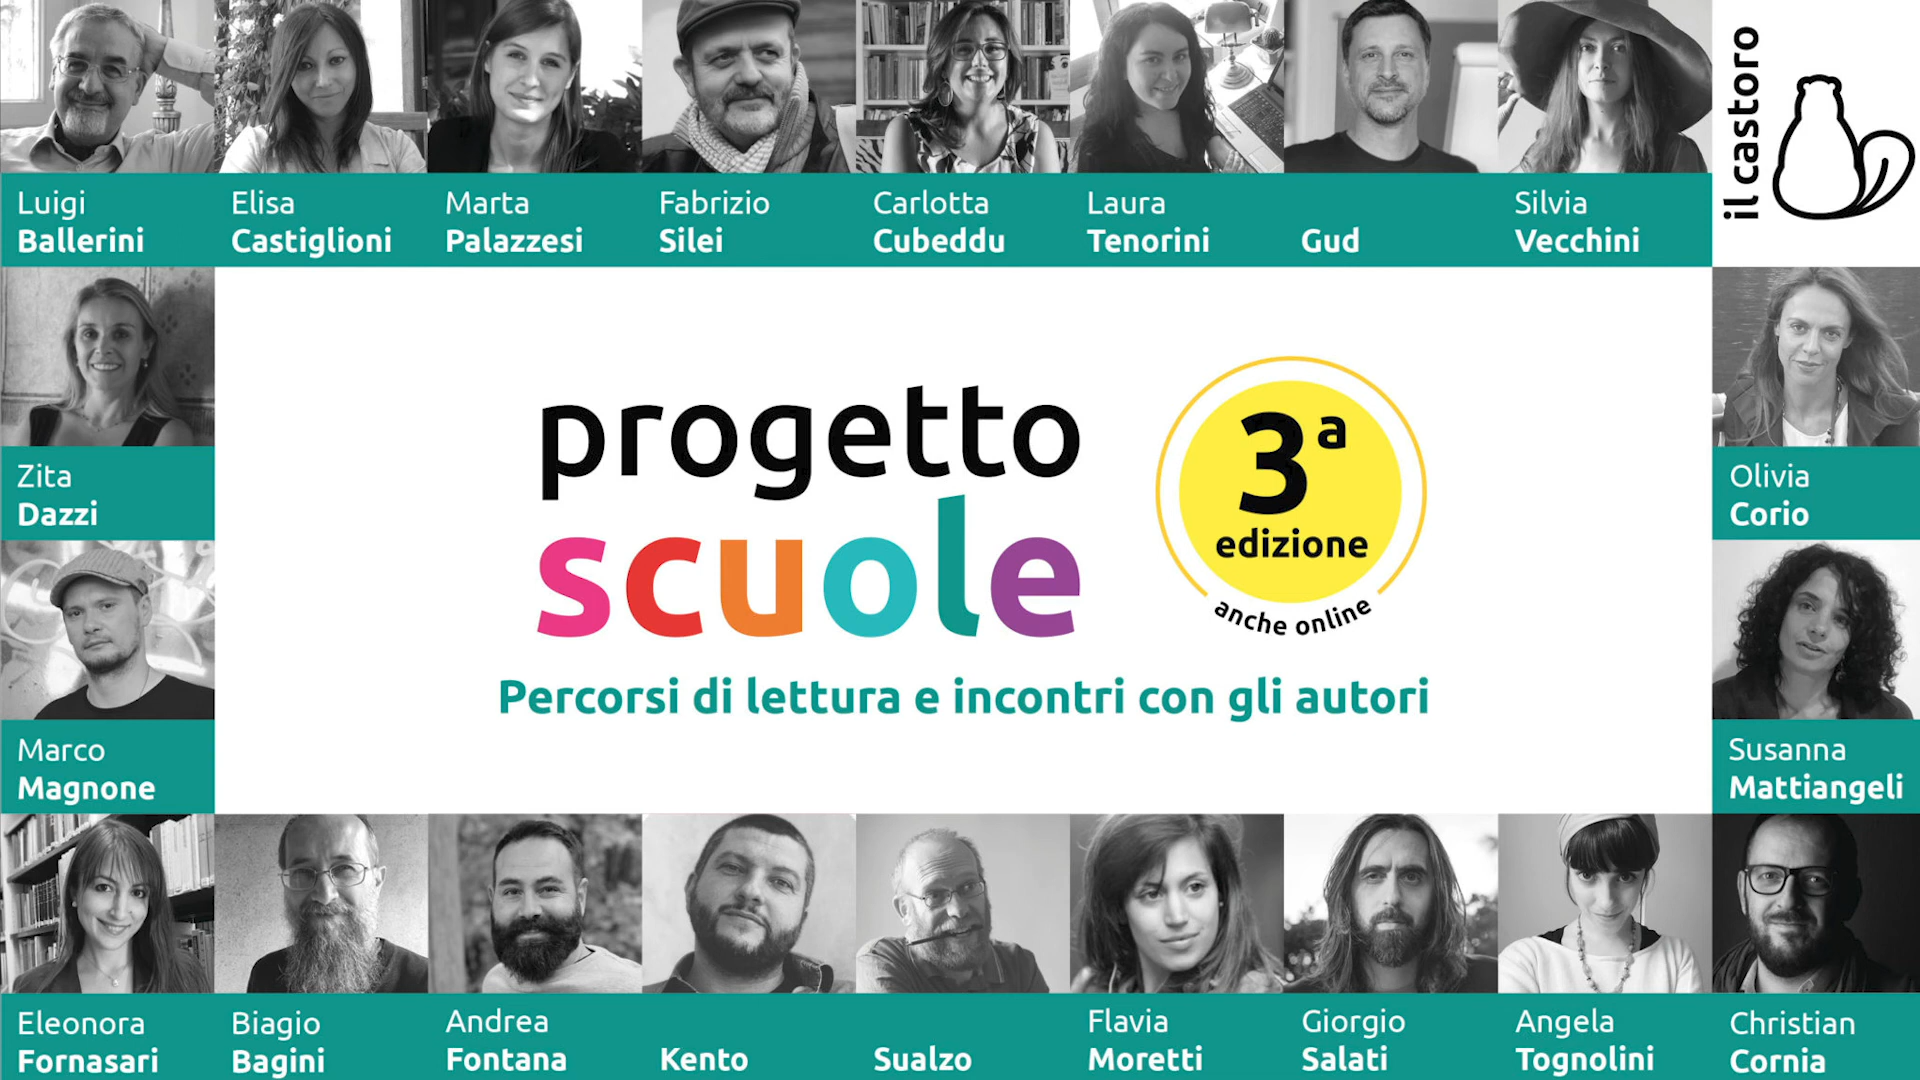 Luigi
Ballerini
Elisa
Castiglioni
Marta
Palazzesi
Fabrizio
Silei
Carlotta
Cubeddu
Laura
Tenorini
Gud
Silvia
Vecchini
il castoro
Zita
Dazzi
Olivia
Corio
progetto
scuole
3ª
edizione
anche online
Percorsi di lettura e incontri con gli autori
Marco
Magnone
Susanna
Mattiangeli
Eleonora
Fornasari
Biagio
Bagini
Andrea
Fontana
Kento
Sualzo
Flavia
Moretti
Giorgio
Salati
Angela
Tognolini
Christian
Cornia